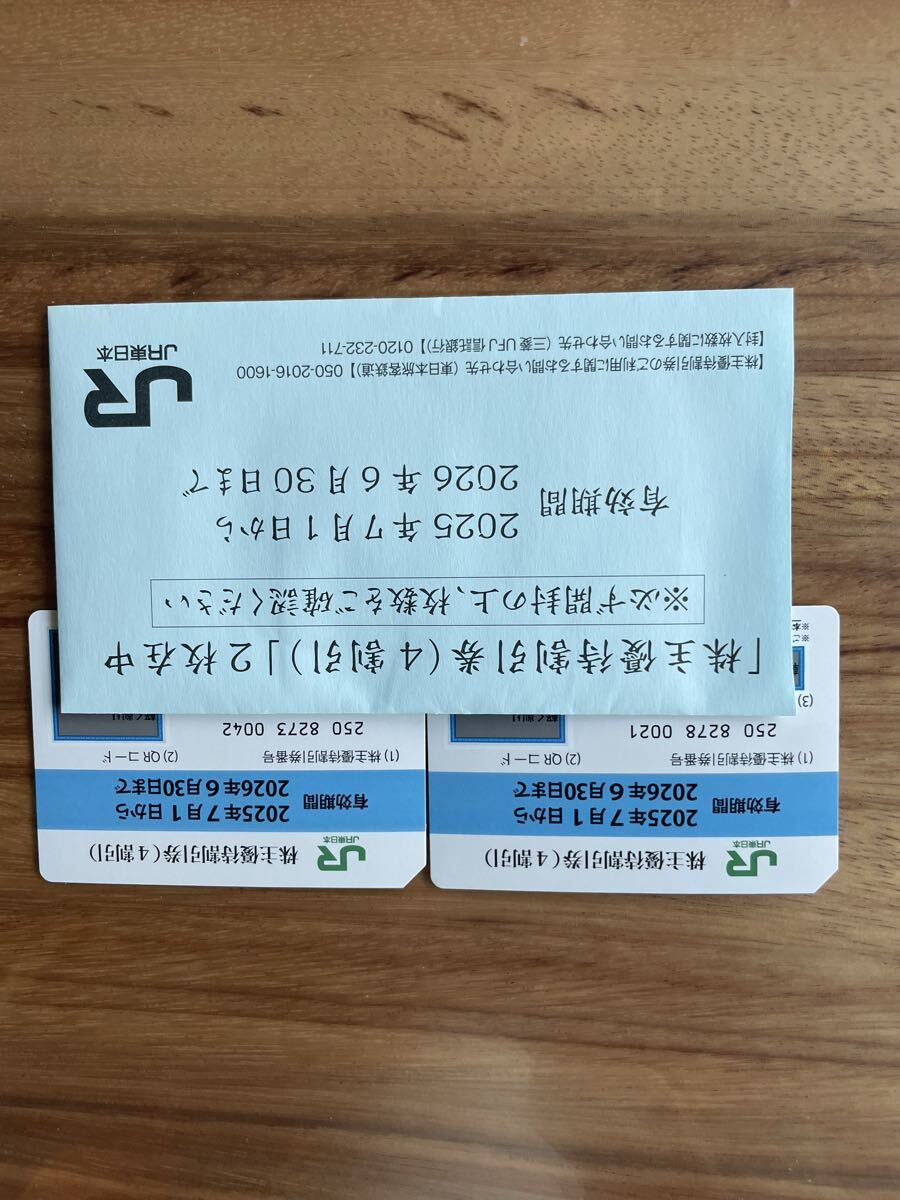 JR東日本
株主優待割引券(4割引)
有効期間
2025年7月1日から
2026年6月30日まで
(1) 株主優待割引券番号
(2) QRコード
250 8278 0021
(3)
軽く削り
JR東日本
株主優待割引券(4割引)
有効期間
2025年7月1日から
2026年6月30日まで
(1) 株主優待割引券番号
(2) QRコード
250 8273 0042
軽く削り
「株主優待割引券(4割引)」2枚在中
※必ず開封の上、枚数をご確認ください
有効期間
2025年7月1日から
2026年6月30日まで
【株主優待割引券のご利用に関するお問い合わせ先(東日本旅客鉄道)】050-2016-1600
【封入枚数に関するお問い合わせ先(三菱UFJ信託銀行)】0120-232-711
JR
JR東日本